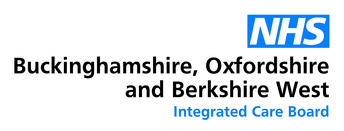 NHS
Buckinghamshire, Oxfordshire
and Berkshire West
Integrated Care Board